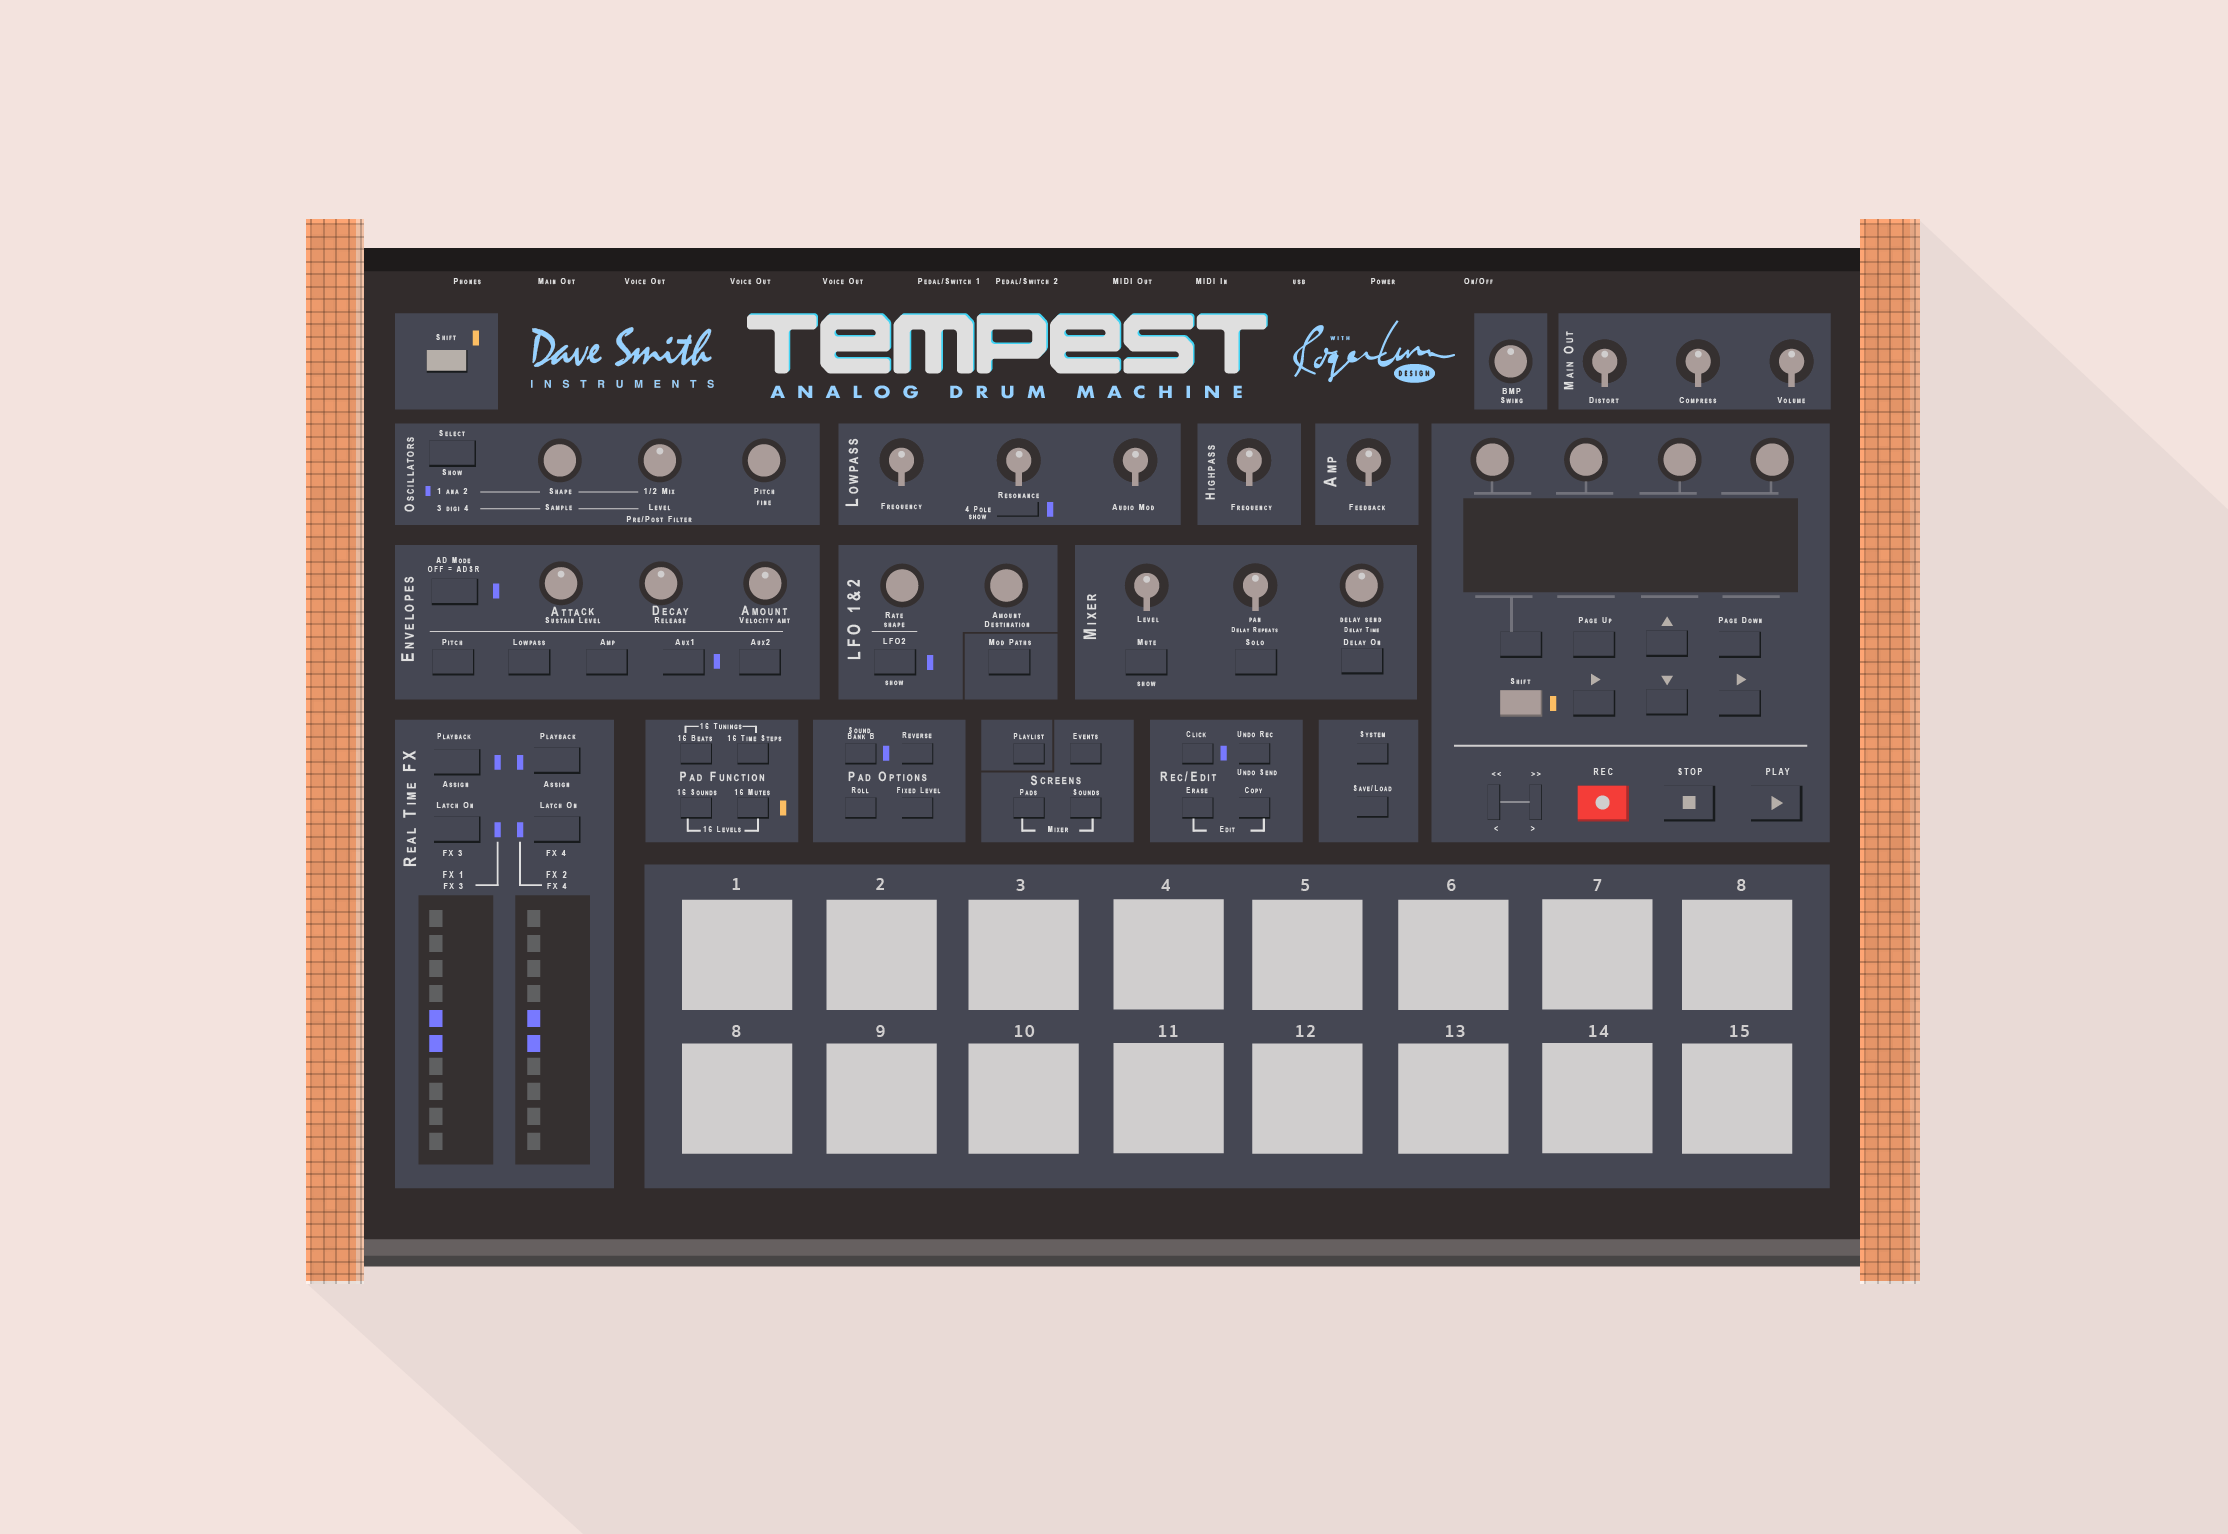 Phones Main Out Voice Out Voice Out Voice Out Pedal/Switch 1 Pedal/Switch 2 MIDI Out MIDI In USB Power On/Off
Shift
Dave Smith
INSTRUMENTS
TEMPEST
ANALOG DRUM MACHINE
WITH
Roger Linn
DESIGN
BMP
Swing
Main Out
Distort Compress Volume
Oscillators
Select
Show
1 ana 2 Shape 1/2 Mix Pitch
3 digi 4 Sample Level fine
Pre/Post Filter
Lowpass
Frequency
Resonance
4 Pole
show
Audio Mod
Highpass
Frequency
Amp
Feedback
Envelopes
AD Mode
OFF = ADSR
Attack Decay Amount
Sustain Level Release Velocity amt
Pitch Lowpass Amp Aux1 Aux2
LFO 1&2
Rate Amount
shape Destination
LFO2 Mod Paths
show
Mixer
Level pan delay send
Delay Repeats Delay Time
Mute Solo Delay On
show
Page Up Page Down
Shift
<< >>
< >
REC STOP PLAY
Real Time FX
Playback Playback
Assign Assign
Latch On Latch On
FX 3 FX 4
FX 1 FX 2
FX 3 FX 4
16 Tunings
16 Beats 16 Time Steps
Pad Function
16 Sounds 16 Mutes
16 Levels
Sound
Bank B Reverse
Pad Options
Roll Fixed Level
Playlist Events
Screens
Pads Sounds
Mixer
Click Undo Rec
Rec/Edit Undo Send
Erase Copy
Edit
System
Save/Load
1 2 3 4 5 6 7 8
8 9 10 11 12 13 14 15